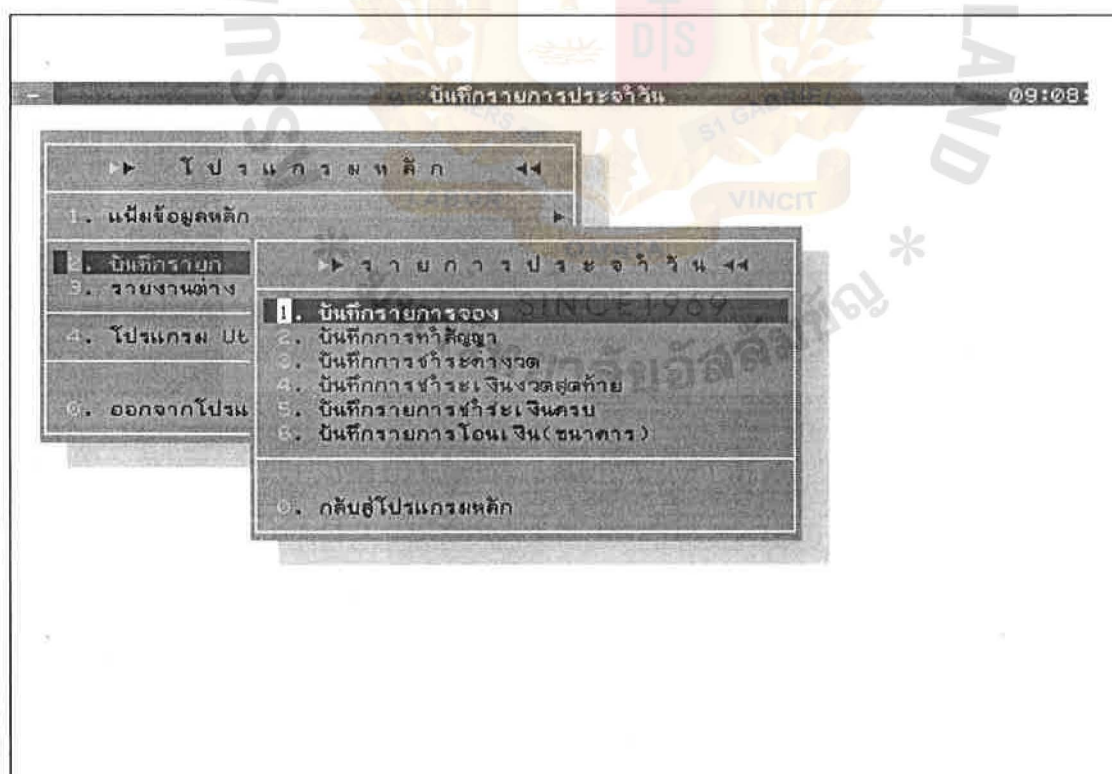 บันทึกรายการประจำวัน 09:08:
▶▶ โปรแกรมหลัก ◀◀
1. แฟ้มข้อมูลหลัก ▶
2. บันทึกรายก
3. รายงานต่าง
4. โปรแกรม Ut
0. ออกจากโปรแ
▶▶ รายการประจำวัน ◀◀
1. บันทึกรายการจอง
2. บันทึกการทำสัญญา
3. บันทึกการชำระค่างวด
4. บันทึกการชำระเงินงวดสุดท้าย
5. บันทึกรายการชำระเงินครบ
6. บันทึกรายการโอนเงิน(ธนาคาร)
0. กลับสู่โปรแกรมหลัก
DS
LABOR
VINCIT
OMNIA
SINCE1969